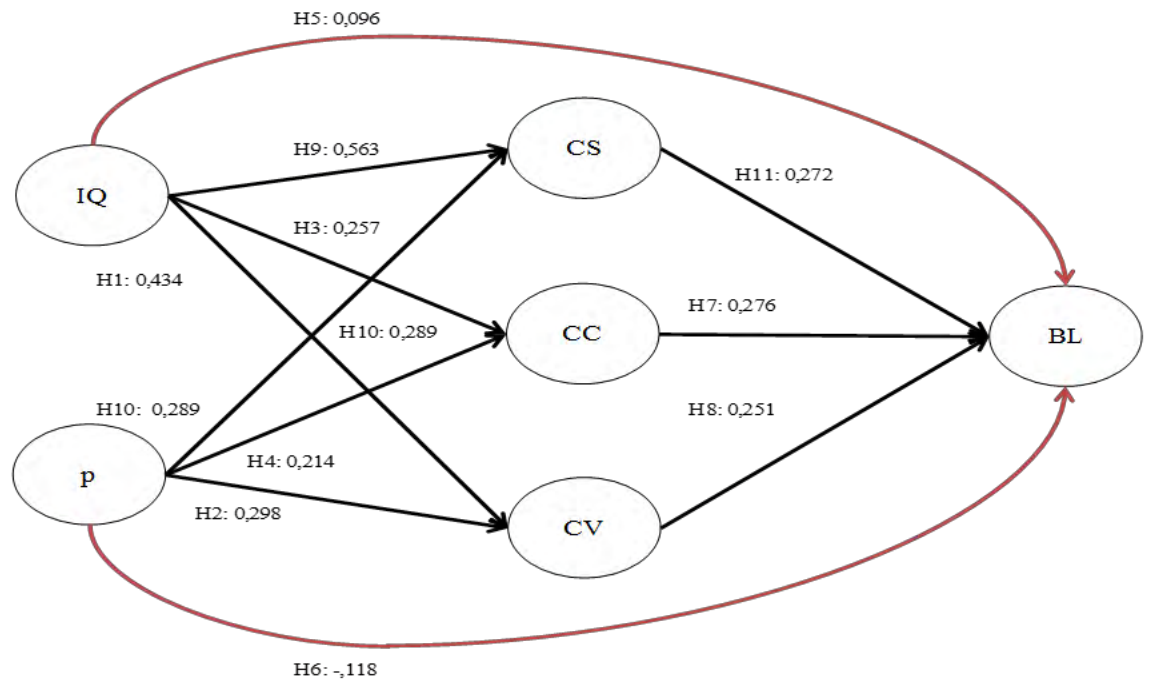 H5: 0,096
CS
H9: 0,563
H11: 0,272
IQ
H3: 0,257
H1: 0,434
H7: 0,276
H10: 0,289
CC
BL
H10:  0,289
H8: 0,251
H4: 0,214
p
H2: 0,298
CV
H6: -,118